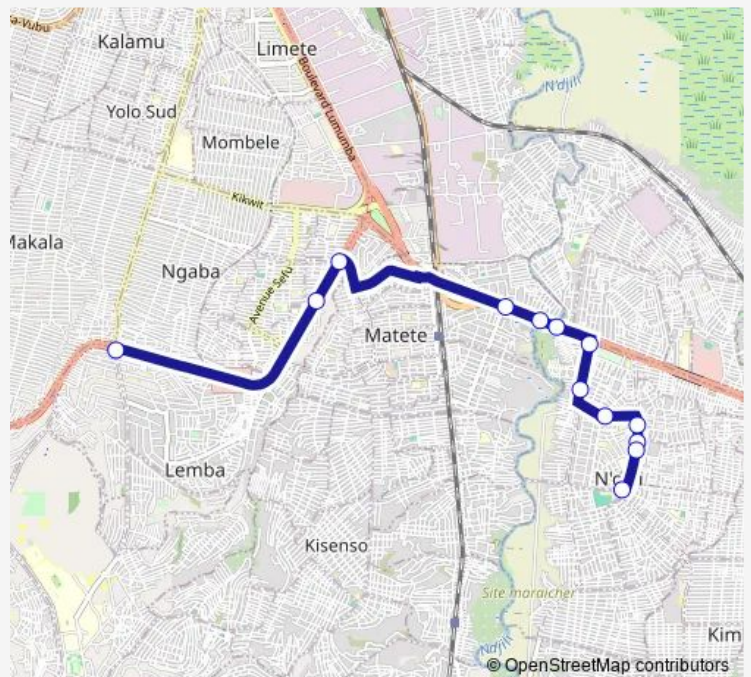 a-Vubu
Kalamu
Limete
Boulevard Lumumba
N'djili
Yolo Sud
Mombele
Kikwit
Makala
Ngaba
Avenue Sefu
Matete
Lemba
Kisenso
Site maraîcher
Kim
N'djili
© OpenStreetMap contributors